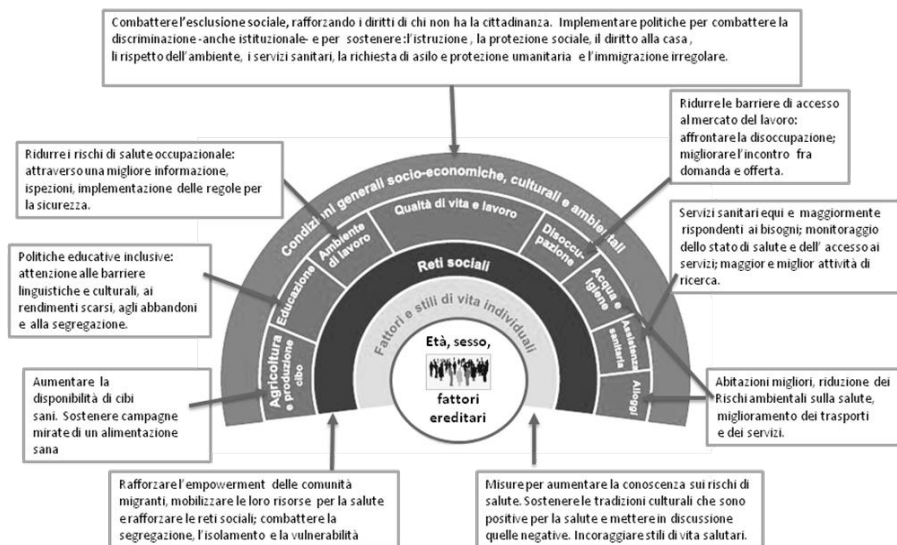 Combattere l'esclusione sociale, rafforzando i diritti di chi non ha la cittadinanza. Implementare politiche per combattere la
discriminazione -anche istituzionale- e per sostenere: l'istruzione, la protezione sociale, il diritto alla casa,
li rispetto dell'ambiente, i servizi sanitari, la richiesta di asilo e protezione umanitaria e l'immigrazione irregolare.
Ridurre le barriere di accesso
al mercato del lavoro:
affrontare la disoccupazione;
migliorare l'incontro fra
domanda e offerta.
Ridurre i rischi di salute occupazionale:
attraverso una migliore informazione,
ispezioni, implementazione delle regole per
la sicurezza.
Servizi sanitari equi e maggiormente
rispondenti ai bisogni; monitoraggio
dello stato di salute e dell' accesso ai
servizi; maggior e miglior attività di
ricerca.
Politiche educative inclusive:
attenzione alle barriere
linguistiche e culturali, ai
rendimenti scarsi, agli abbandoni
e alla segregazione.
Aumentare la
disponibilità di cibi
sani. Sostenere campagne
mirate di un alimentazione
sana
Abitazioni migliori, riduzione dei
Rischi ambientali sulla salute,
miglioramento dei trasporti
e dei servizi.
Condizioni generali socio-economiche, culturali e ambientali
Agricoltura
e produzione
cibo
Educazione
Ambiente
di lavoro
Qualtà di vita e lavoro
Disoccu-
pazione
Acqua e
igiene
Assistenza
sanitaria
Alloggi
Reti sociali
Fattori e stili di vita individuali
Età, sesso,
fattori
ereditari
Rafforzare l'empowerment delle comunità
migranti, mobilizzare le loro risorse per la salute
e rafforzare le reti sociali; combattere la
segregazione, l'isolamento e la vulnerabilità
Misure per aumentare la conoscenza sui rischi di
salute. Sostenere le tradizioni culturali che sono
positive per la salute e mettere in discussione
quelle negative. Incoraggiare stili di vita salutari.